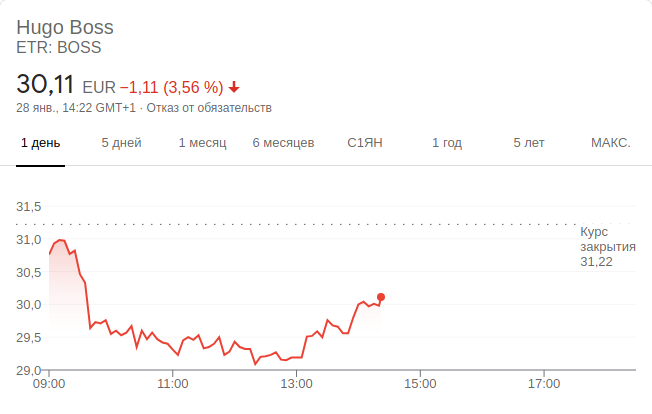 Hugo Boss
ETR: BOSS
30,11 EUR −1,11 (3,56 %)
28 янв., 14:22 GMT+1 · Отказ от обязательств
1 день 5 дней 1 месяц 6 месяцев С1ЯН 1 год 5 лет МАКС.
31,5
31,0
30,5
30,0
29,5
29,0
Курс
закрытия
31,22
09:00 11:00 13:00 15:00 17:00